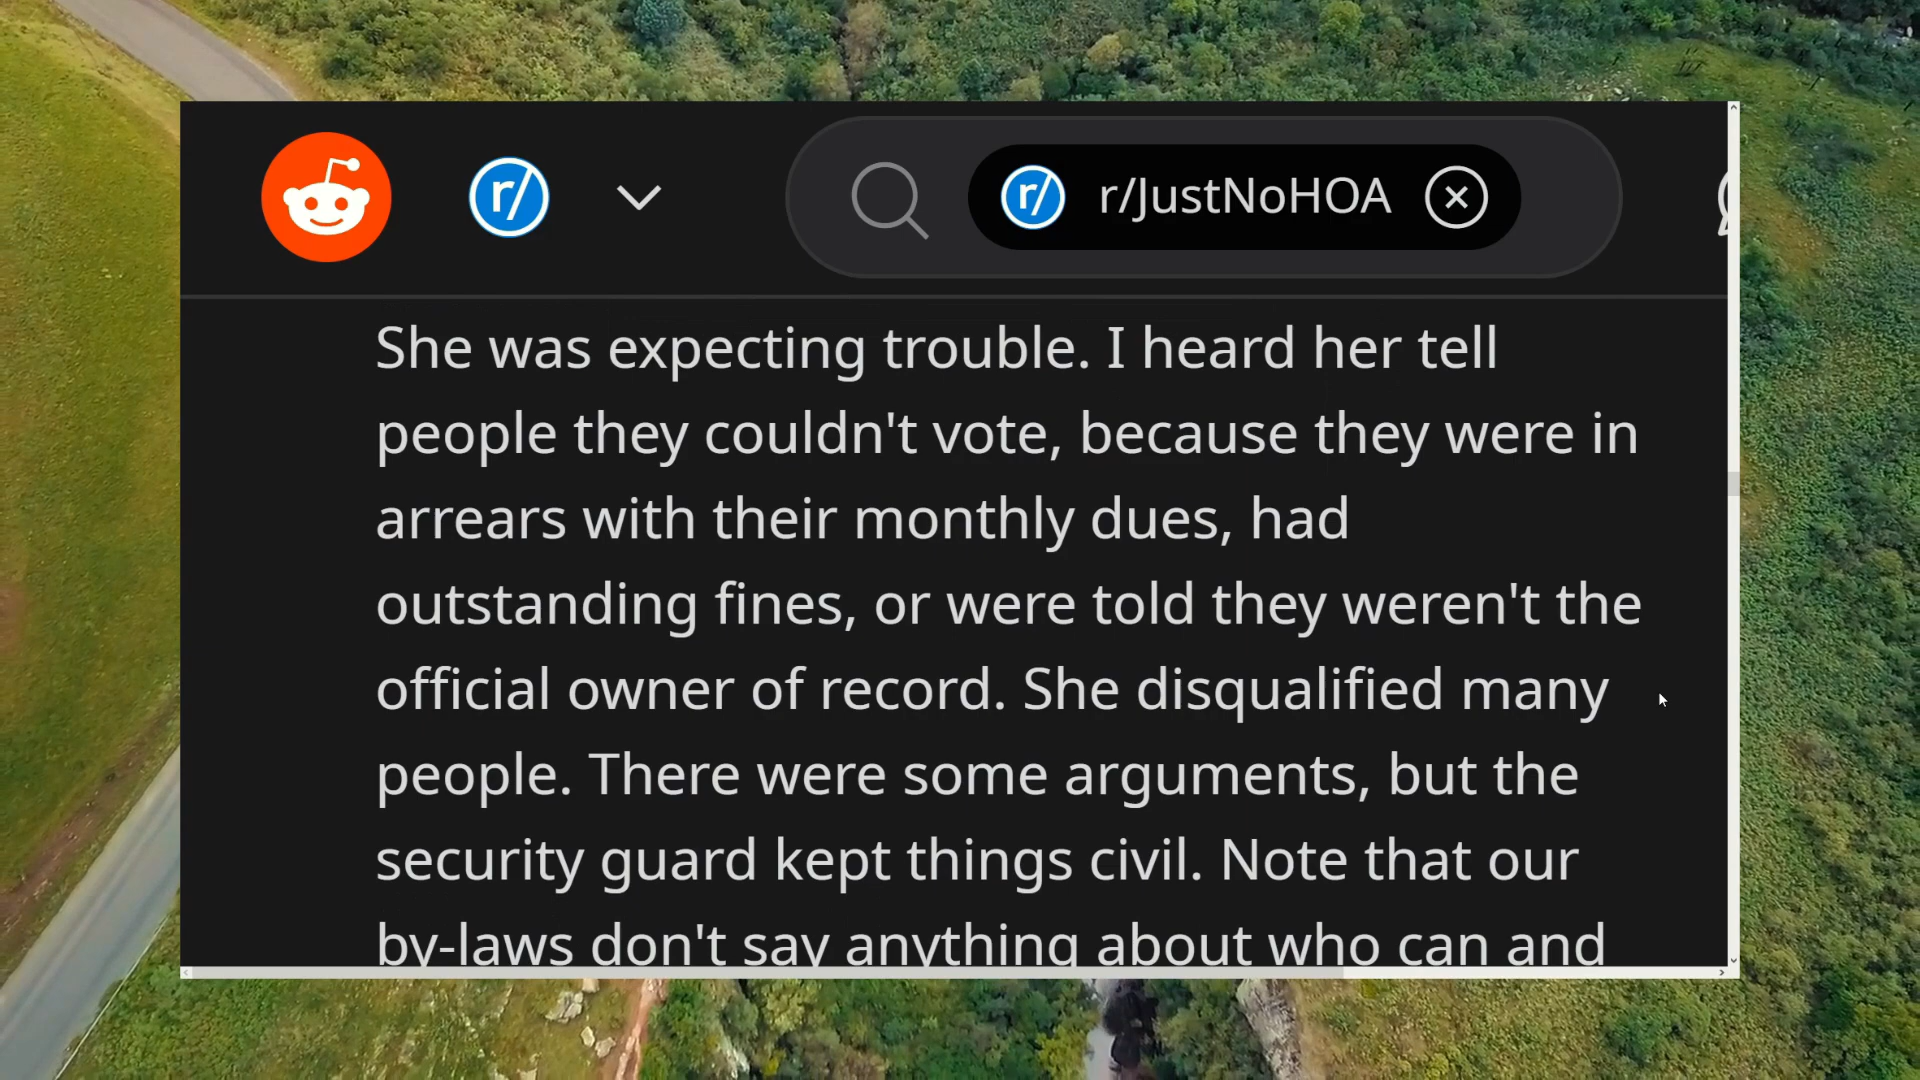 r/
r/ r/JustNoHOA
She was expecting trouble. I heard her tell
people they couldn't vote, because they were in
arrears with their monthly dues, had
outstanding fines, or were told they weren't the
official owner of record. She disqualified many
people. There were some arguments, but the
security guard kept things civil. Note that our
by-laws don't say anything about who can and